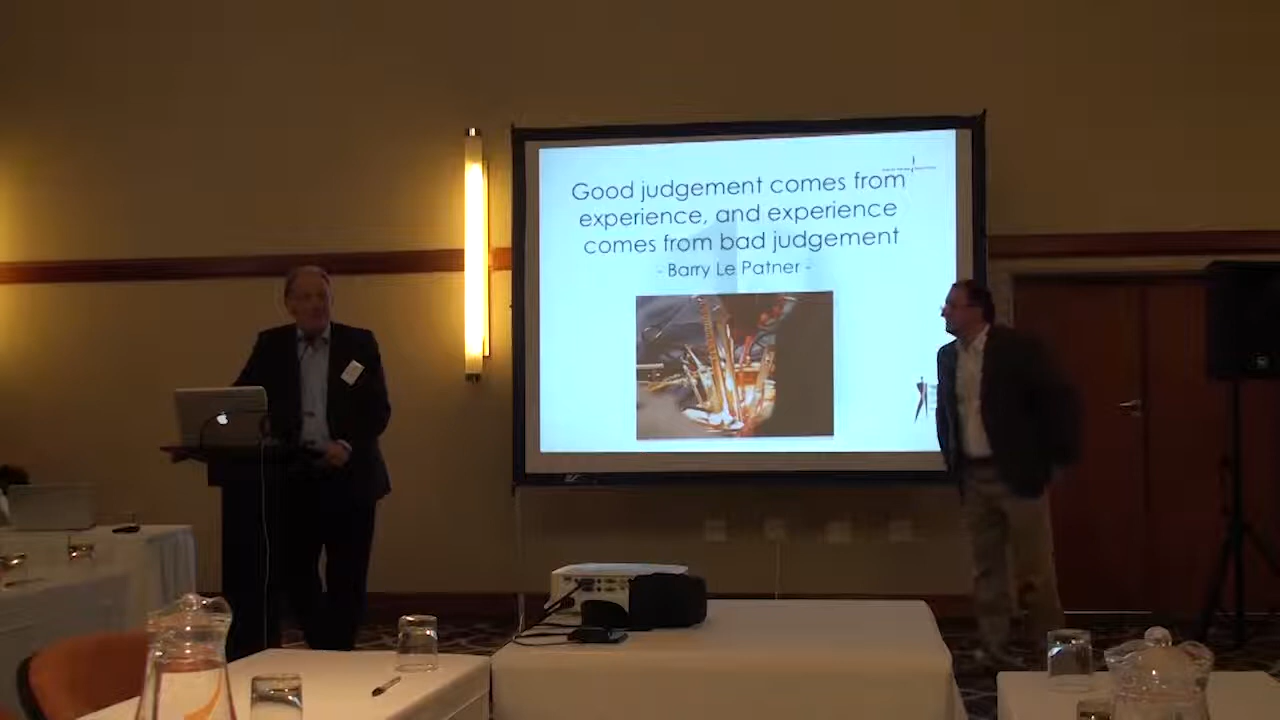 Good judgement comes from
experience, and experience
comes from bad judgement
- Barry Le Patner -